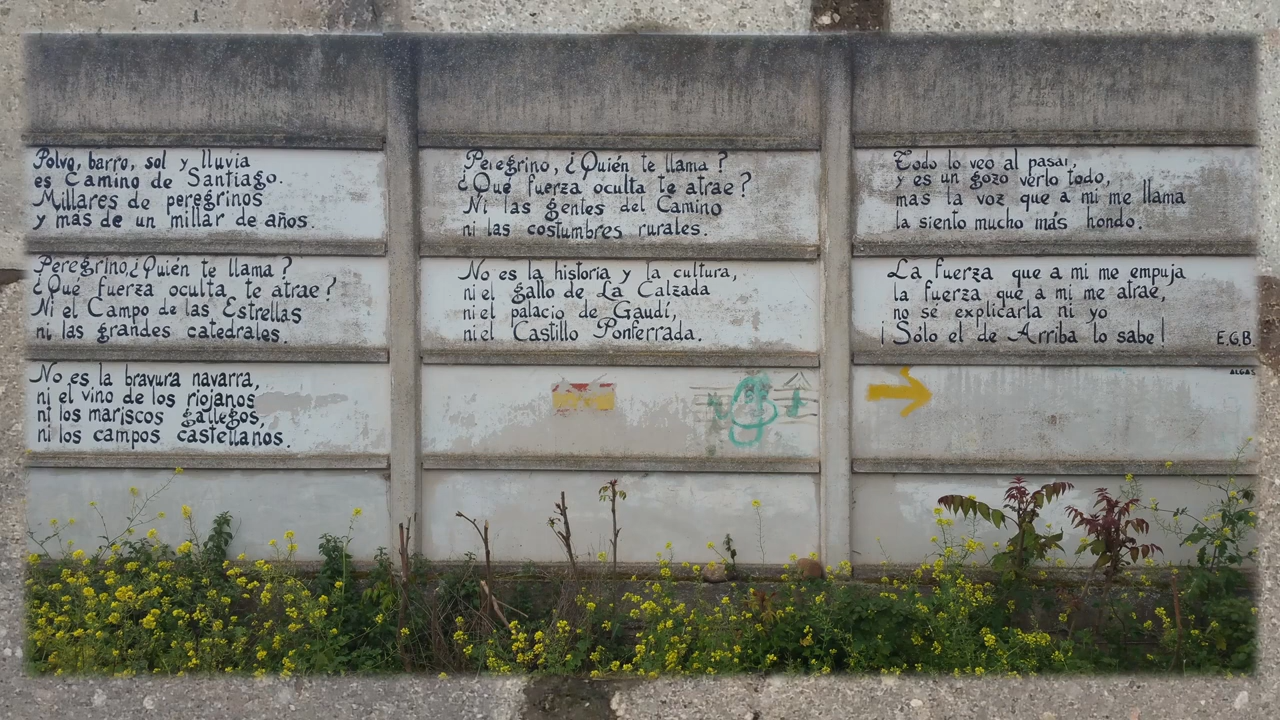 Polvo, barro, sol y lluvia
es Camino de Santiago.
Millares de peregrinos
y más de un millar de años.
Peregrino, ¿Quién te llama?
¿Qué fuerza oculta te atrae?
Ni el Campo de las Estrellas
ni las grandes catedrales.
No es la bravura navarra,
ni el vino de los riojanos
ni los mariscos gallegos,
ni los campos castellanos.
Peregrino, ¿Quién te llama?
¿Qué fuerza oculta te atrae?
Ni las gentes del Camino
ni las costumbres rurales.
No es la historia y la cultura,
ni el gallo de La Calzada
ni el palacio de Gaudí,
ni el Castillo Ponferrada.
Todo lo veo al pasar,
y es un gozo verlo todo,
mas la voz que a mi me llama
la siento mucho más hondo.
La fuerza que a mi me empuja
la fuerza que a mi me atrae,
no sé explicarla ni yo
¡Sólo el de Arriba lo sabe!
E.G.B.
ALGAS